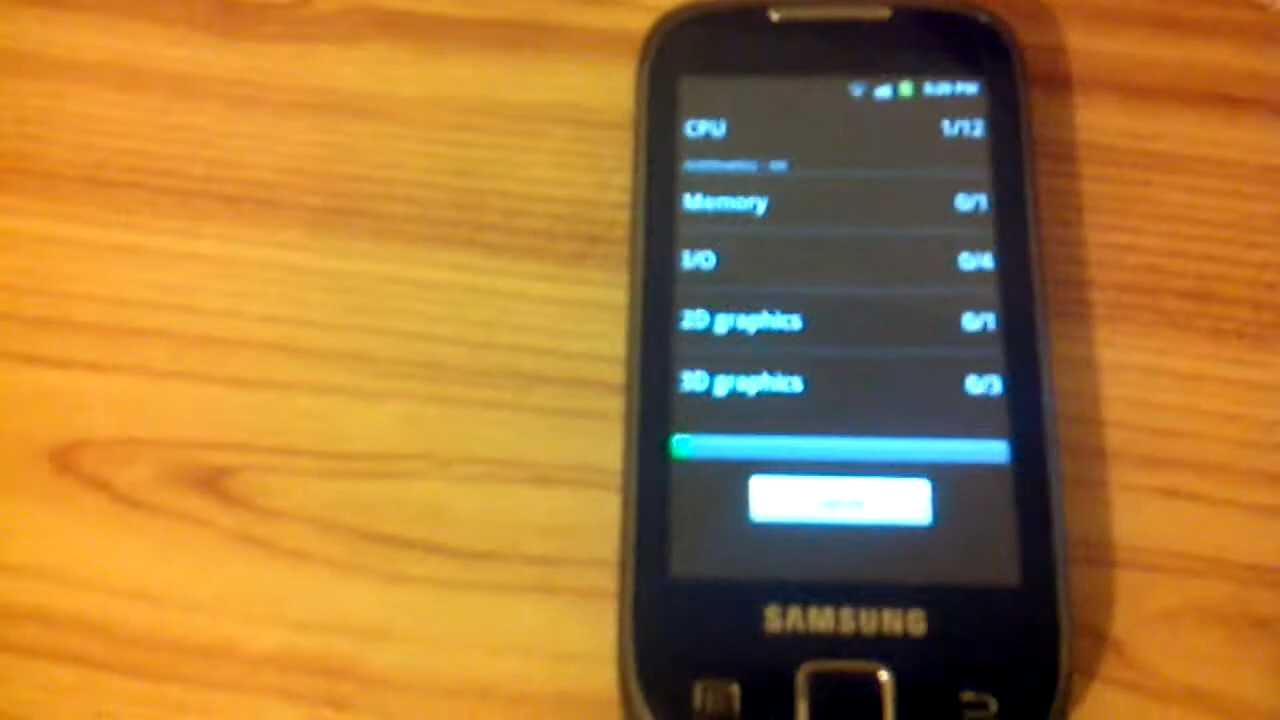 CPU 1/12
Memory 0/1
I/O 0/4
2D graphics 0/1
3D graphics 0/3
SAMSUNG